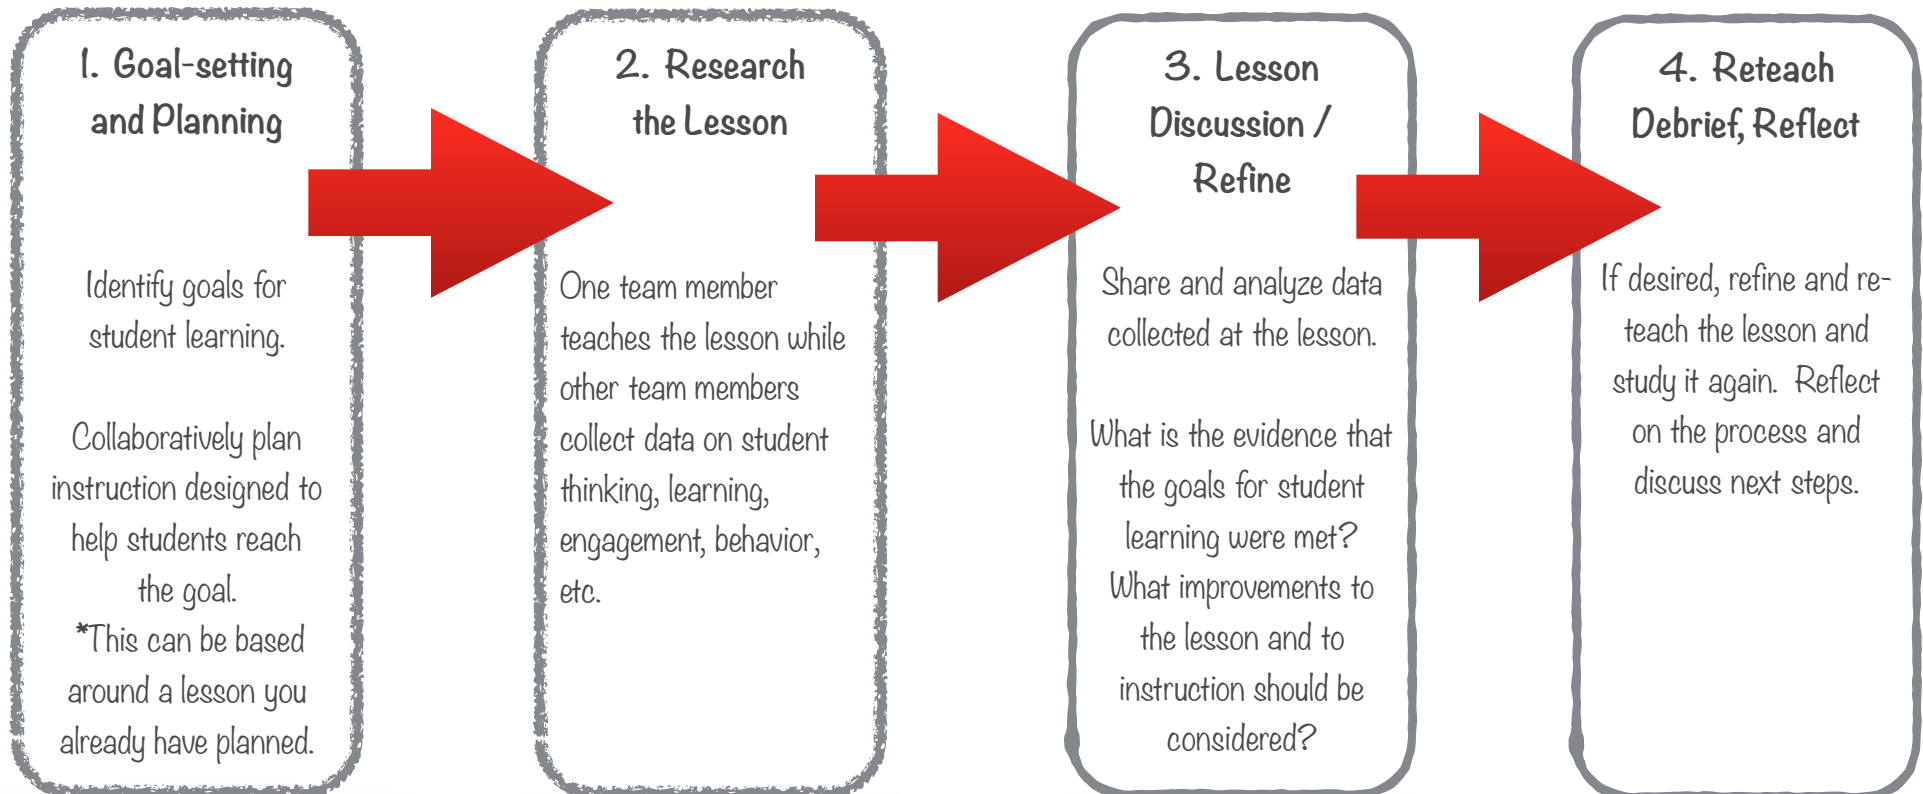 1. Goal-setting
and Planning
Identify goals for
student learning.
Collaboratively plan
instruction designed to
help students reach
the goal.
*This can be based
around a lesson you
already have planned.
2. Research
the Lesson
One team member
teaches the lesson while
other team members
collect data on student
thinking, learning,
engagement, behavior,
etc.
3. Lesson
Discussion /
Refine
Share and analyze data
collected at the lesson.
What is the evidence that
the goals for student
learning were met?
What improvements to
the lesson and to
instruction should be
considered?
4. Reteach
Debrief, Reflect
If desired, refine and re-
teach the lesson and
study it again. Reflect
on the process and
discuss next steps.